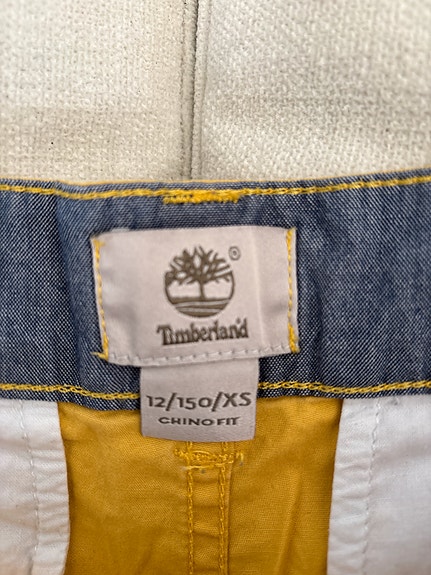 ®
Timberland
12/150/XS
CHINO FIT